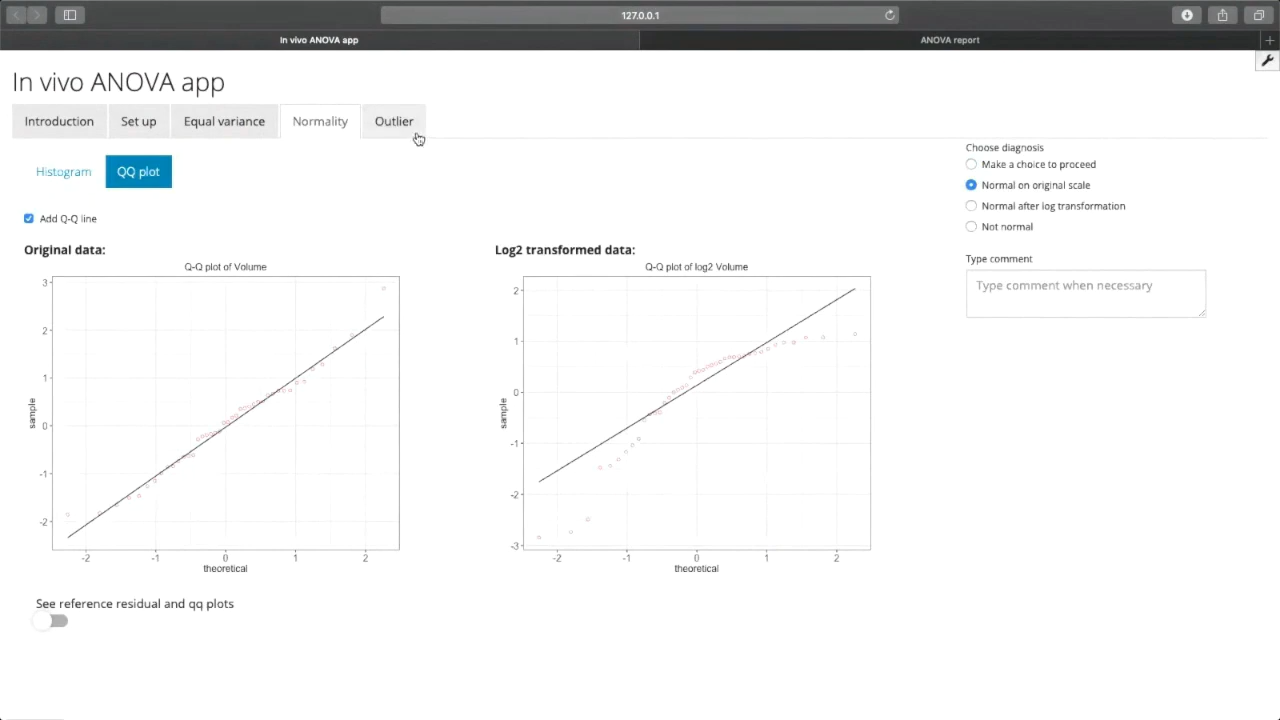 127.0.0.1
In vivo ANOVA app
ANOVA report
In vivo ANOVA app
Introduction
Set up
Equal variance
Normality
Outlier
Histogram
QQ plot
Add Q-Q line
Original data:
Q-Q plot of Volume
3
2
1
0
-1
-2
sample
-2
-1
0
1
2
theoretical
Log2 transformed data:
Q-Q plot of log2 Volume
2
1
0
-1
-2
-3
sample
-2
-1
0
1
2
theoretical
See reference residual and qq plots
Choose diagnosis
Make a choice to proceed
Normal on original scale
Normal after log transformation
Not normal
Type comment
Type comment when necessary